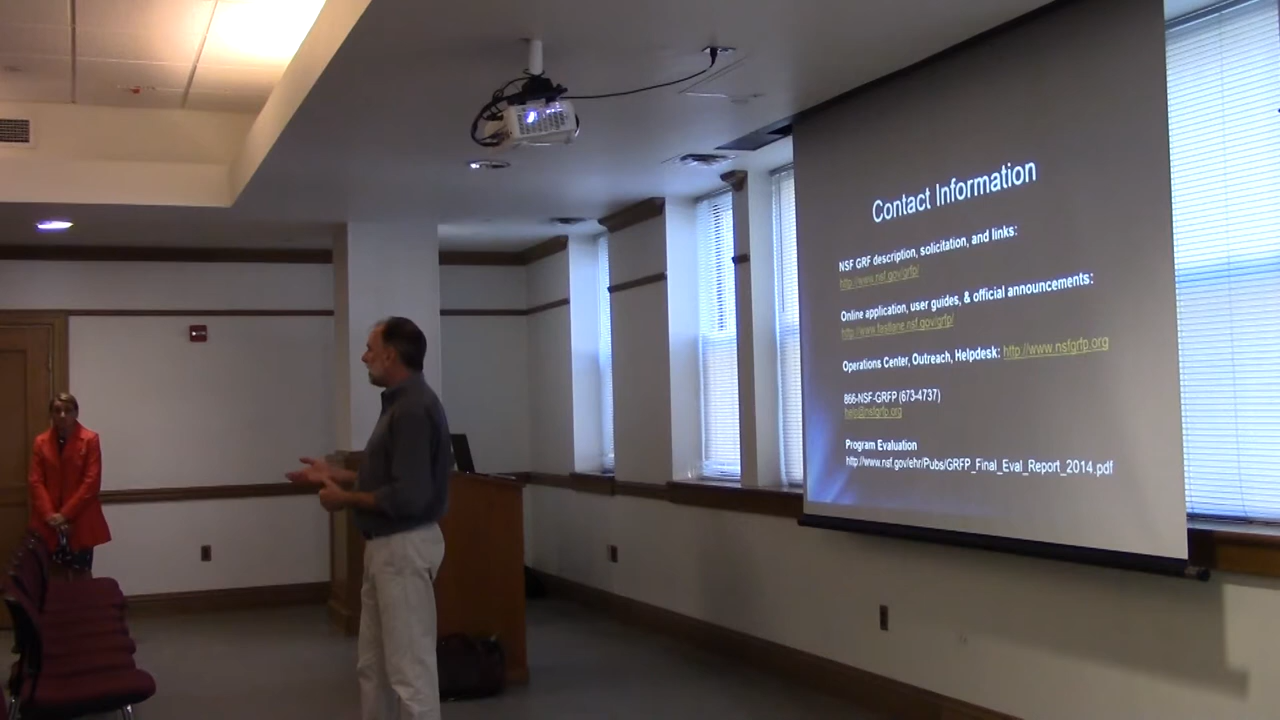 Contact Information
NSF GRF description, solicitation, and links:
http://www.nsf.gov/grfp/
Online application, user guides, & official announcements:
http://www.fastlane.nsf.gov/grfp/
Operations Center, Outreach, Helpdesk: http://www.nsfgrfp.org
866-NSF-GRFP (673-4737)
help@nsfgrfp.org
Program Evaluation
http://www.nsf.gov/ehr/Pubs/GRFP_Final_Eval_Report_2014.pdf